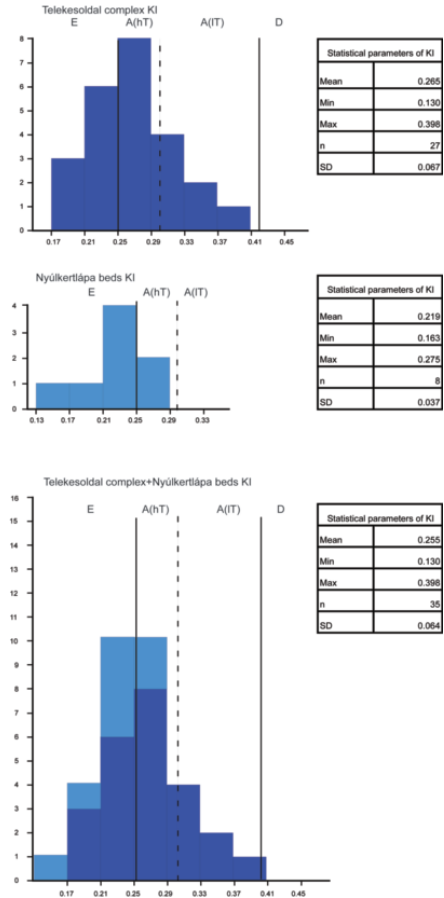 Telekesoldal complex KI
E A(hT) A(lT) D
8
7
6
5
4
3
2
1
0
0.17 0.21 0.25 0.29 0.33 0.37 0.41 0.45
Statistical parameters of KI
Mean 0.265
Min 0.130
Max 0.398
n 27
SD 0.067
Nyúlkertlápa beds KI
E A(hT) A(lT)
4
3
2
1
0
0.13 0.17 0.21 0.25 0.29 0.33
Statistical parameters of KI
Mean 0.219
Min 0.163
Max 0.275
n 8
SD 0.037
Telekesoldal complex+Nyúlkertlápa beds KI
E A(hT) A(lT) D
16
15
14
13
12
11
10
9
8
7
6
5
4
3
2
1
0
0.17 0.21 0.25 0.29 0.33 0.37 0.41 0.45
Statistical parameters of KI
Mean 0.255
Min 0.130
Max 0.398
n 35
SD 0.064